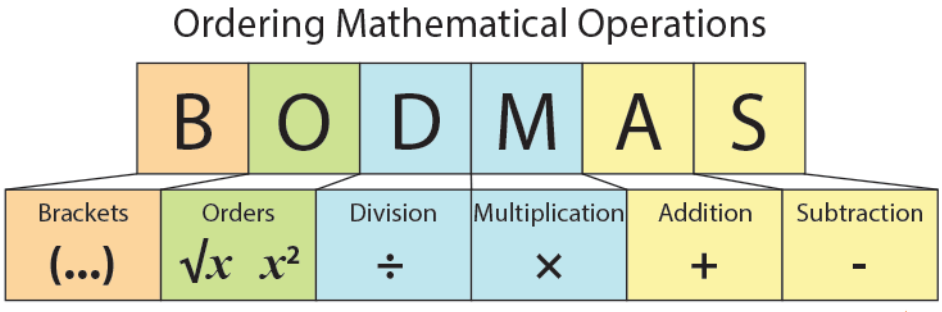 Ordering Mathematical Operations
B O D M A S
Brackets Orders Division Multiplication Addition Subtraction
(...) √x x² ÷ × + -